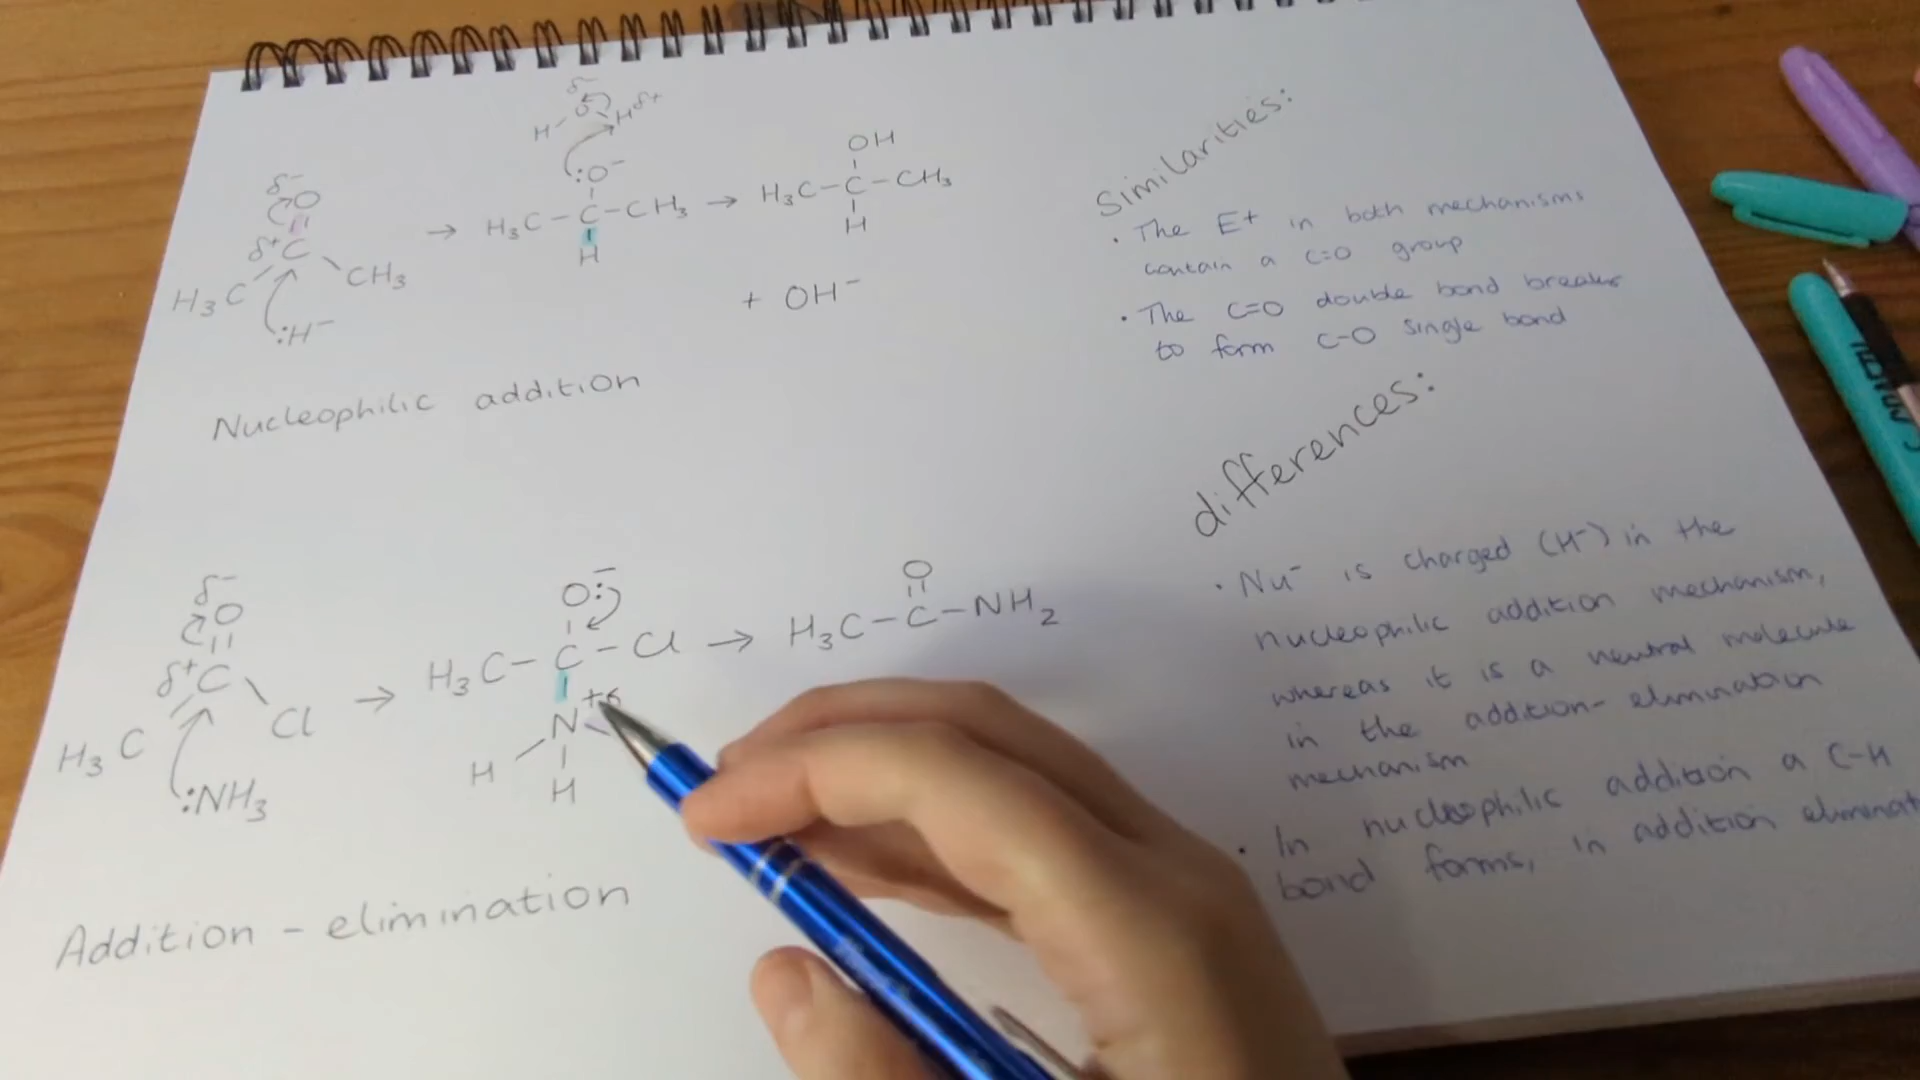 δ-
O
H
H δ+
δ-
O
δ+ C
H₃C
CH₃
:H⁻
→
:O⁻
H₃C-C-CH₃
H
→
OH
H₃C-C-CH₃
H
+ OH⁻
Nucleophilic addition
δ-
O
δ+ C
H₃C
Cl
:NH₃
→
O:⁻
H₃C-C-Cl
N+
H
H
→
O
H₃C-C-NH₂
Addition - elimination
Similarities:
• The E+ in both mechanisms
contain a C=O group
• The C=O double bond breaks
to form C-O single bond
differences:
• Nu⁻ is charged (H⁻) in the
nucleophilic addition mechanism,
whereas it is a neutral molecule
in the addition-elimination
mechanism
• In nucleophilic addition a C-H
bond forms, in addition